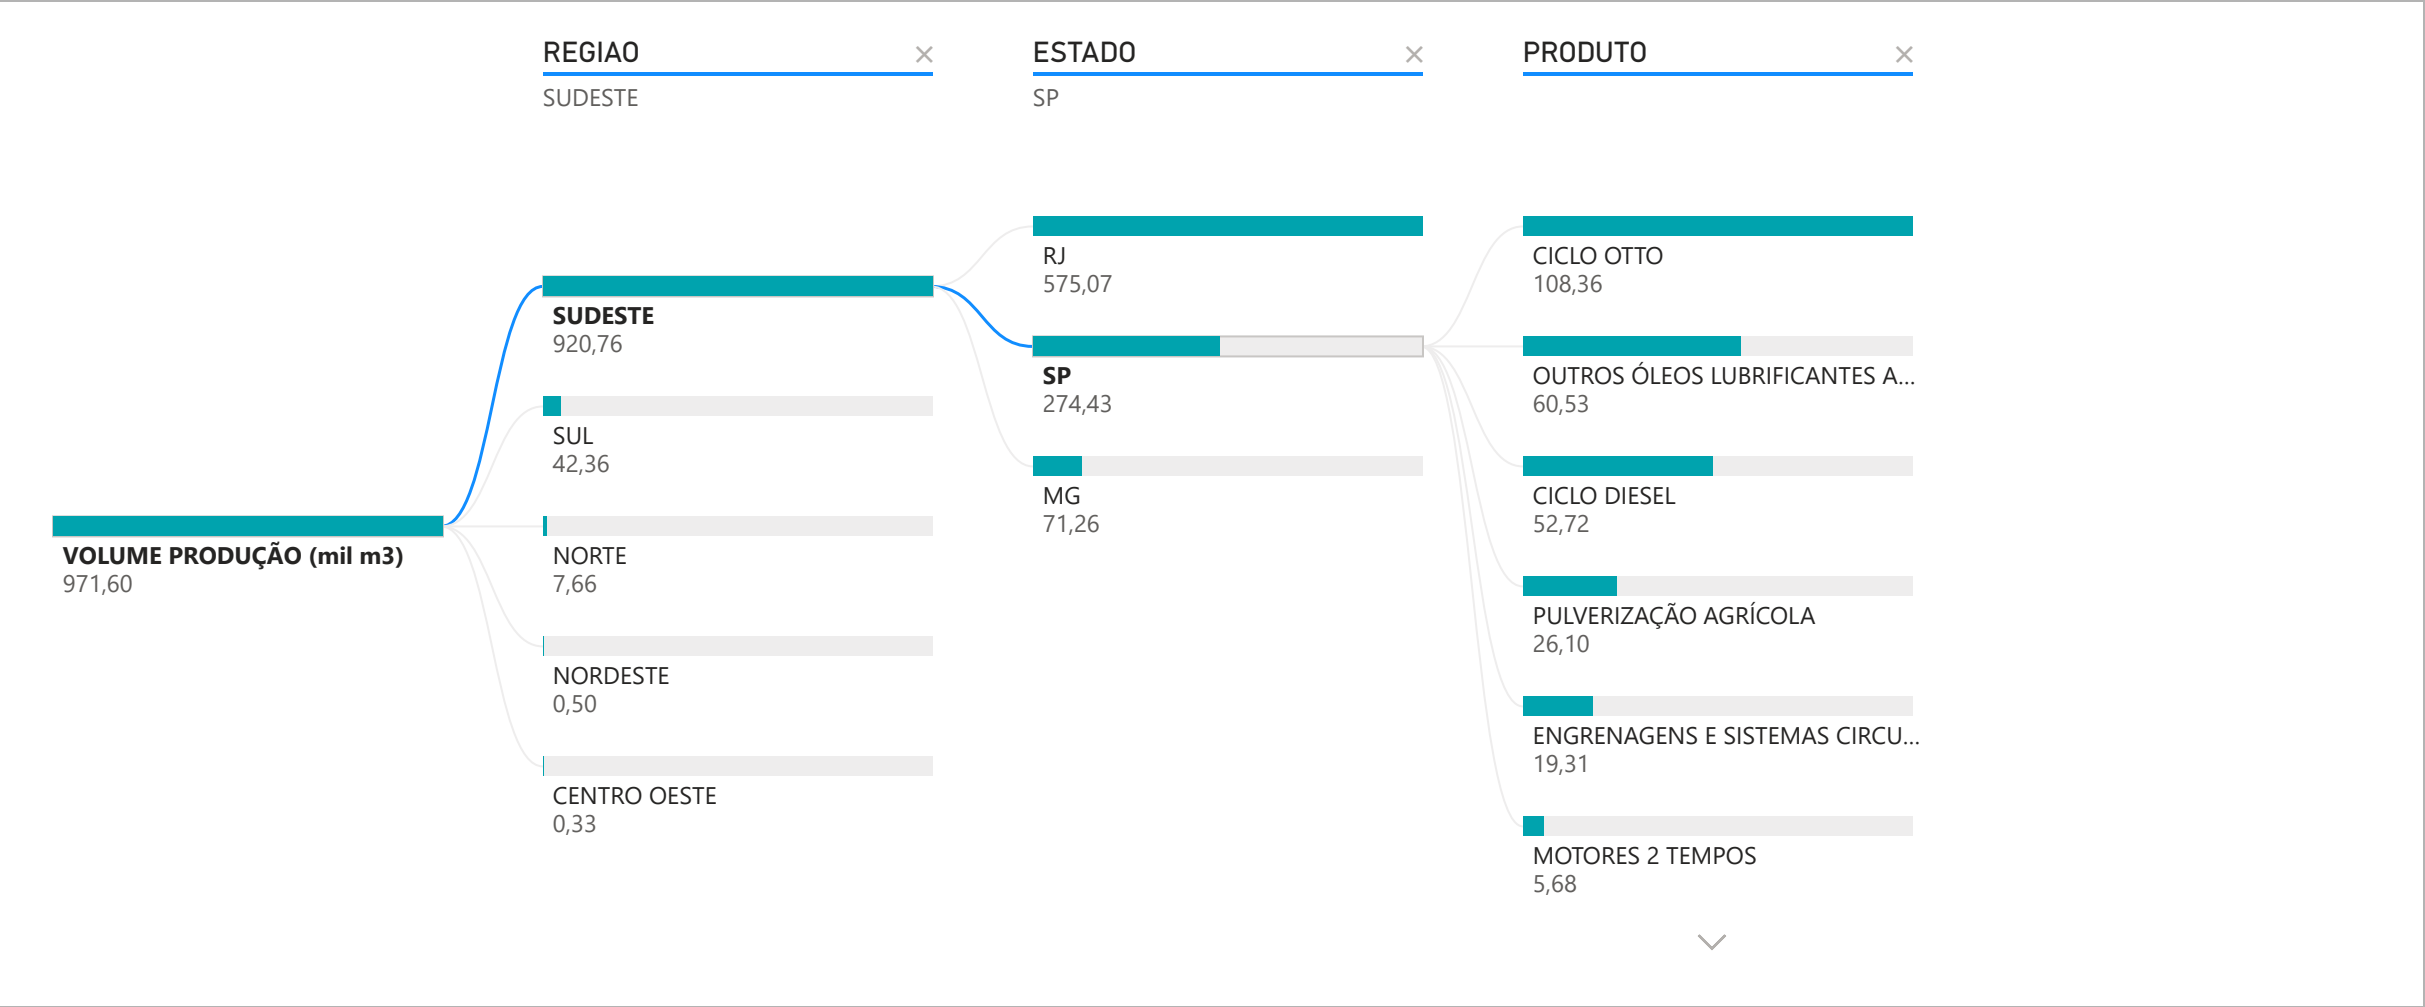 REGIAO
SUDESTE
ESTADO
SP
PRODUTO
VOLUME PRODUÇÃO (mil m3)
971,60
SUDESTE
920,76
SUL
42,36
NORTE
7,66
NORDESTE
0,50
CENTRO OESTE
0,33
RJ
575,07
SP
274,43
MG
71,26
CICLO OTTO
108,36
OUTROS ÓLEOS LUBRIFICANTES A...
60,53
CICLO DIESEL
52,72
PULVERIZAÇÃO AGRÍCOLA
26,10
ENGRENAGENS E SISTEMAS CIRCU...
19,31
MOTORES 2 TEMPOS
5,68